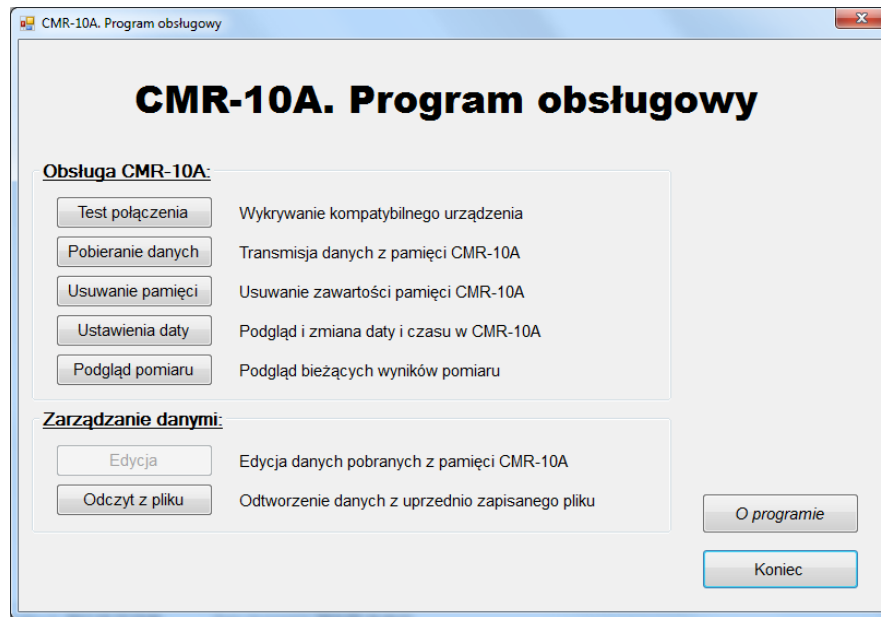 CMR-10A. Program obsługowy
CMR-10A. Program obsługowy
Obsługa CMR-10A:
Test połączenia Wykrywanie kompatybilnego urządzenia
Pobieranie danych Transmisja danych z pamięci CMR-10A
Usuwanie pamięci Usuwanie zawartości pamięci CMR-10A
Ustawienia daty Podgląd i zmiana daty i czasu w CMR-10A
Podgląd pomiaru Podgląd bieżących wyników pomiaru
Zarządzanie danymi:
Edycja Edycja danych pobranych z pamięci CMR-10A
Odczyt z pliku Odtworzenie danych z uprzednio zapisanego pliku
O programie
Koniec